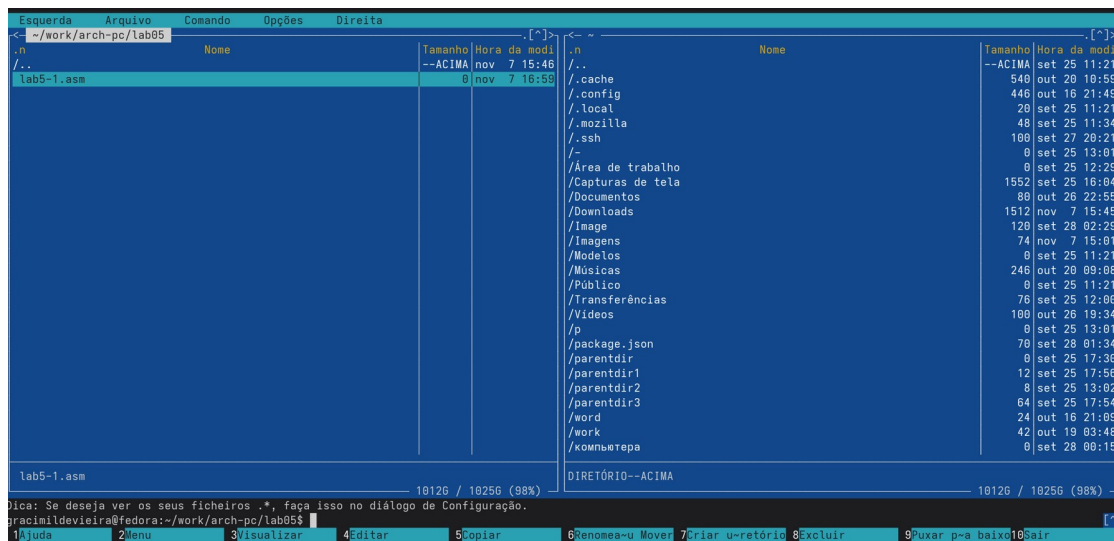 Esquerda Arquivo Comando Opções Direita
<- ~/work/arch-pc/lab05 .[^]>
.n Nome Tamanho Hora da modi
/.. --ACIMA nov 7 15:46
lab5-1.asm 0 nov 7 16:59
lab5-1.asm
1012G / 1025G (98%)
<- ~ .[^]>
.n Nome Tamanho Hora da modi
/.. --ACIMA set 25 11:21
/.cache 540 out 20 10:59
/.config 446 out 16 21:49
/.local 20 set 25 11:21
/.mozilla 48 set 25 11:34
/.ssh 100 set 27 20:21
/- 0 set 25 13:01
/Área de trabalho 0 set 25 12:29
/Capturas de tela 1552 set 25 16:04
/Documentos 80 out 26 22:55
/Downloads 1512 nov 7 15:45
/Image 120 set 28 02:29
/Imagens 74 nov 7 15:01
/Modelos 0 set 25 11:21
/Músicas 246 out 20 09:08
/Público 0 set 25 11:21
/Transferências 76 set 25 12:00
/Vídeos 100 out 26 19:34
/p 0 set 25 13:01
/package.json 70 set 28 01:34
/parentdir 0 set 25 17:30
/parentdir1 12 set 25 17:56
/parentdir2 8 set 25 13:02
/parentdir3 64 set 25 17:54
/word 24 out 16 21:09
/work 42 out 19 03:48
/компьютера 0 set 28 00:15
DIRETÓRIO--ACIMA
1012G / 1025G (98%)
Dica: Se deseja ver os seus ficheiros .*, faça isso no diálogo de Configuração.
gracimildevieira@fedora:~/work/arch-pc/lab05$ [^
1Ajuda 2Menu 3Visualizar 4Editar 5Copiar 6Renomea~u Mover 7Criar u~retório 8Excluir 9Puxar p~a baixo 10Sair